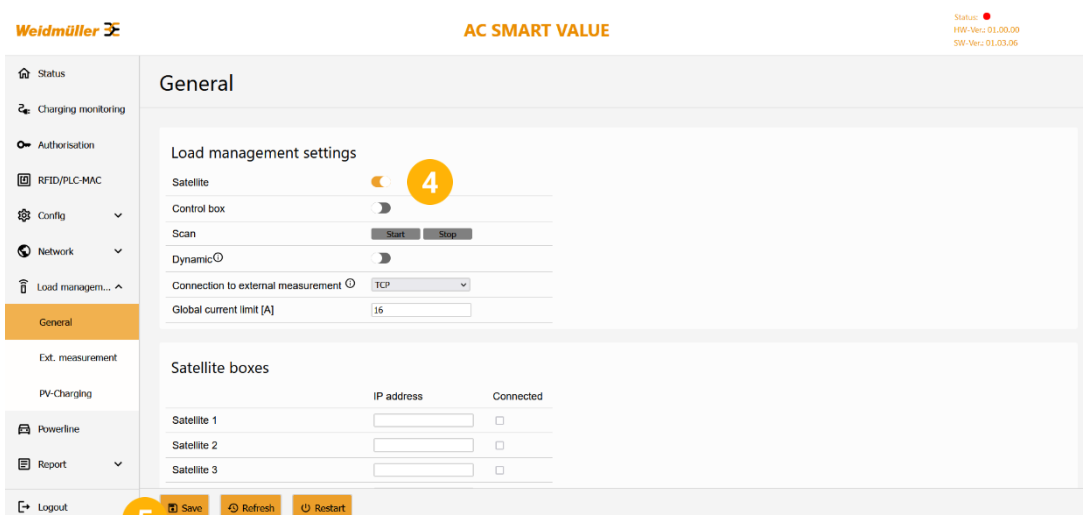 Weidmüller
AC SMART VALUE
Status:
HW-Ver.: 01.00.00
SW-Ver.: 01.03.06
Status
Charging monitoring
Authorisation
RFID/PLC-MAC
Config
Network
Load managem...
General
Ext. measurement
PV-Charging
Powerline
Report
Logout
General
Load management settings
Satellite 4
Control box
Scan Start Stop
Dynamic
Connection to external measurement TCP
Global current limit [A] 16
Satellite boxes
IP address Connected
Satellite 1
Satellite 2
Satellite 3
5 Save Refresh Restart